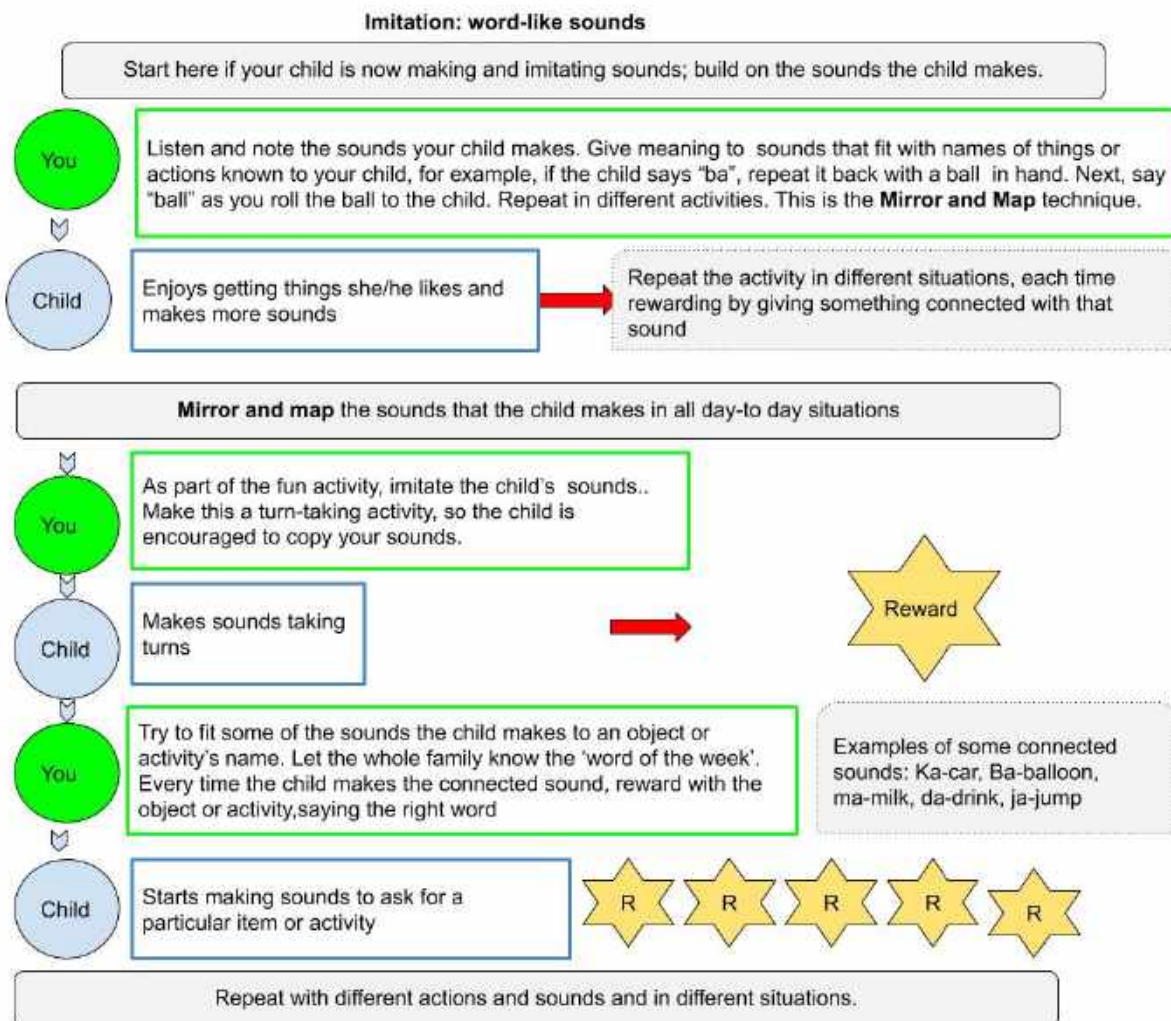 Imitation: word-like sounds
Start here if your child is now making and imitating sounds; build on the sounds the child makes.
You
Listen and note the sounds your child makes. Give meaning to sounds that fit with names of things or
actions known to your child, for example, if the child says “ba”, repeat it back with a ball in hand. Next, say
“ball” as you roll the ball to the child. Repeat in different activities. This is the Mirror and Map technique.
Child
Enjoys getting things she/he likes and
makes more sounds
Repeat the activity in different situations, each time
rewarding by giving something connected with that
sound
Mirror and map the sounds that the child makes in all day-to day situations
You
As part of the fun activity, imitate the child’s sounds..
Make this a turn-taking activity, so the child is
encouraged to copy your sounds.
Child
Makes sounds taking
turns
Reward
You
Try to fit some of the sounds the child makes to an object or
activity’s name. Let the whole family know the ‘word of the week’.
Every time the child makes the connected sound, reward with the
object or activity,saying the right word
Examples of some connected
sounds: Ka-car, Ba-balloon,
ma-milk, da-drink, ja-jump
Child
Starts making sounds to ask for a
particular item or activity
R R R R R
Repeat with different actions and sounds and in different situations.